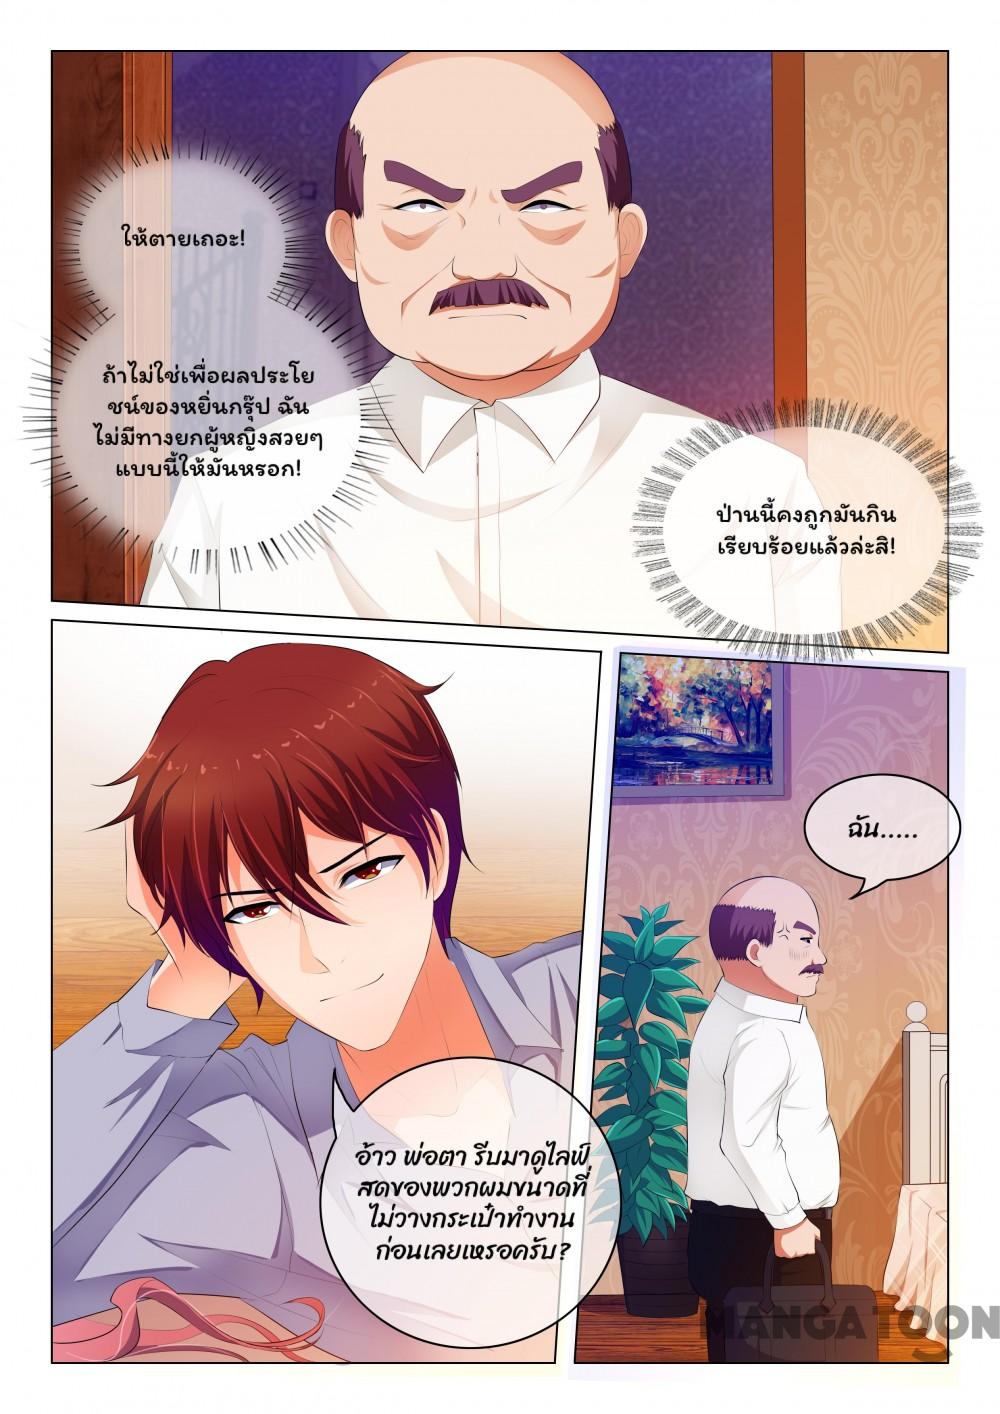 ให้ตายเถอะ!
ถ้าไม่ใช่เพื่อผลประโย
ชน์ของหยิ่นกรุ๊ป ฉัน
ไม่มีทางยกผู้หญิงสวยๆ
แบบนี้ให้มันหรอก!
ป่านนี้คงถูกมันกิน
เรียบร้อยแล้วล่ะสิ!
ฉัน.....
อ้าว พ่อตา รีบมาดูไลฟ์
สดของพวกผมขนาดที่
ไม่วางกระเป๋าทำงาน
ก่อนเลยเหรอครับ?
MANGATOON